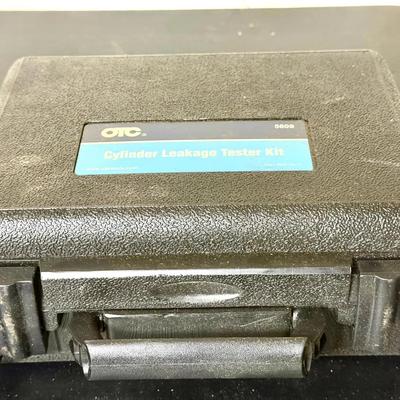 OTC® 5609
Cylinder Leakage Tester Kit